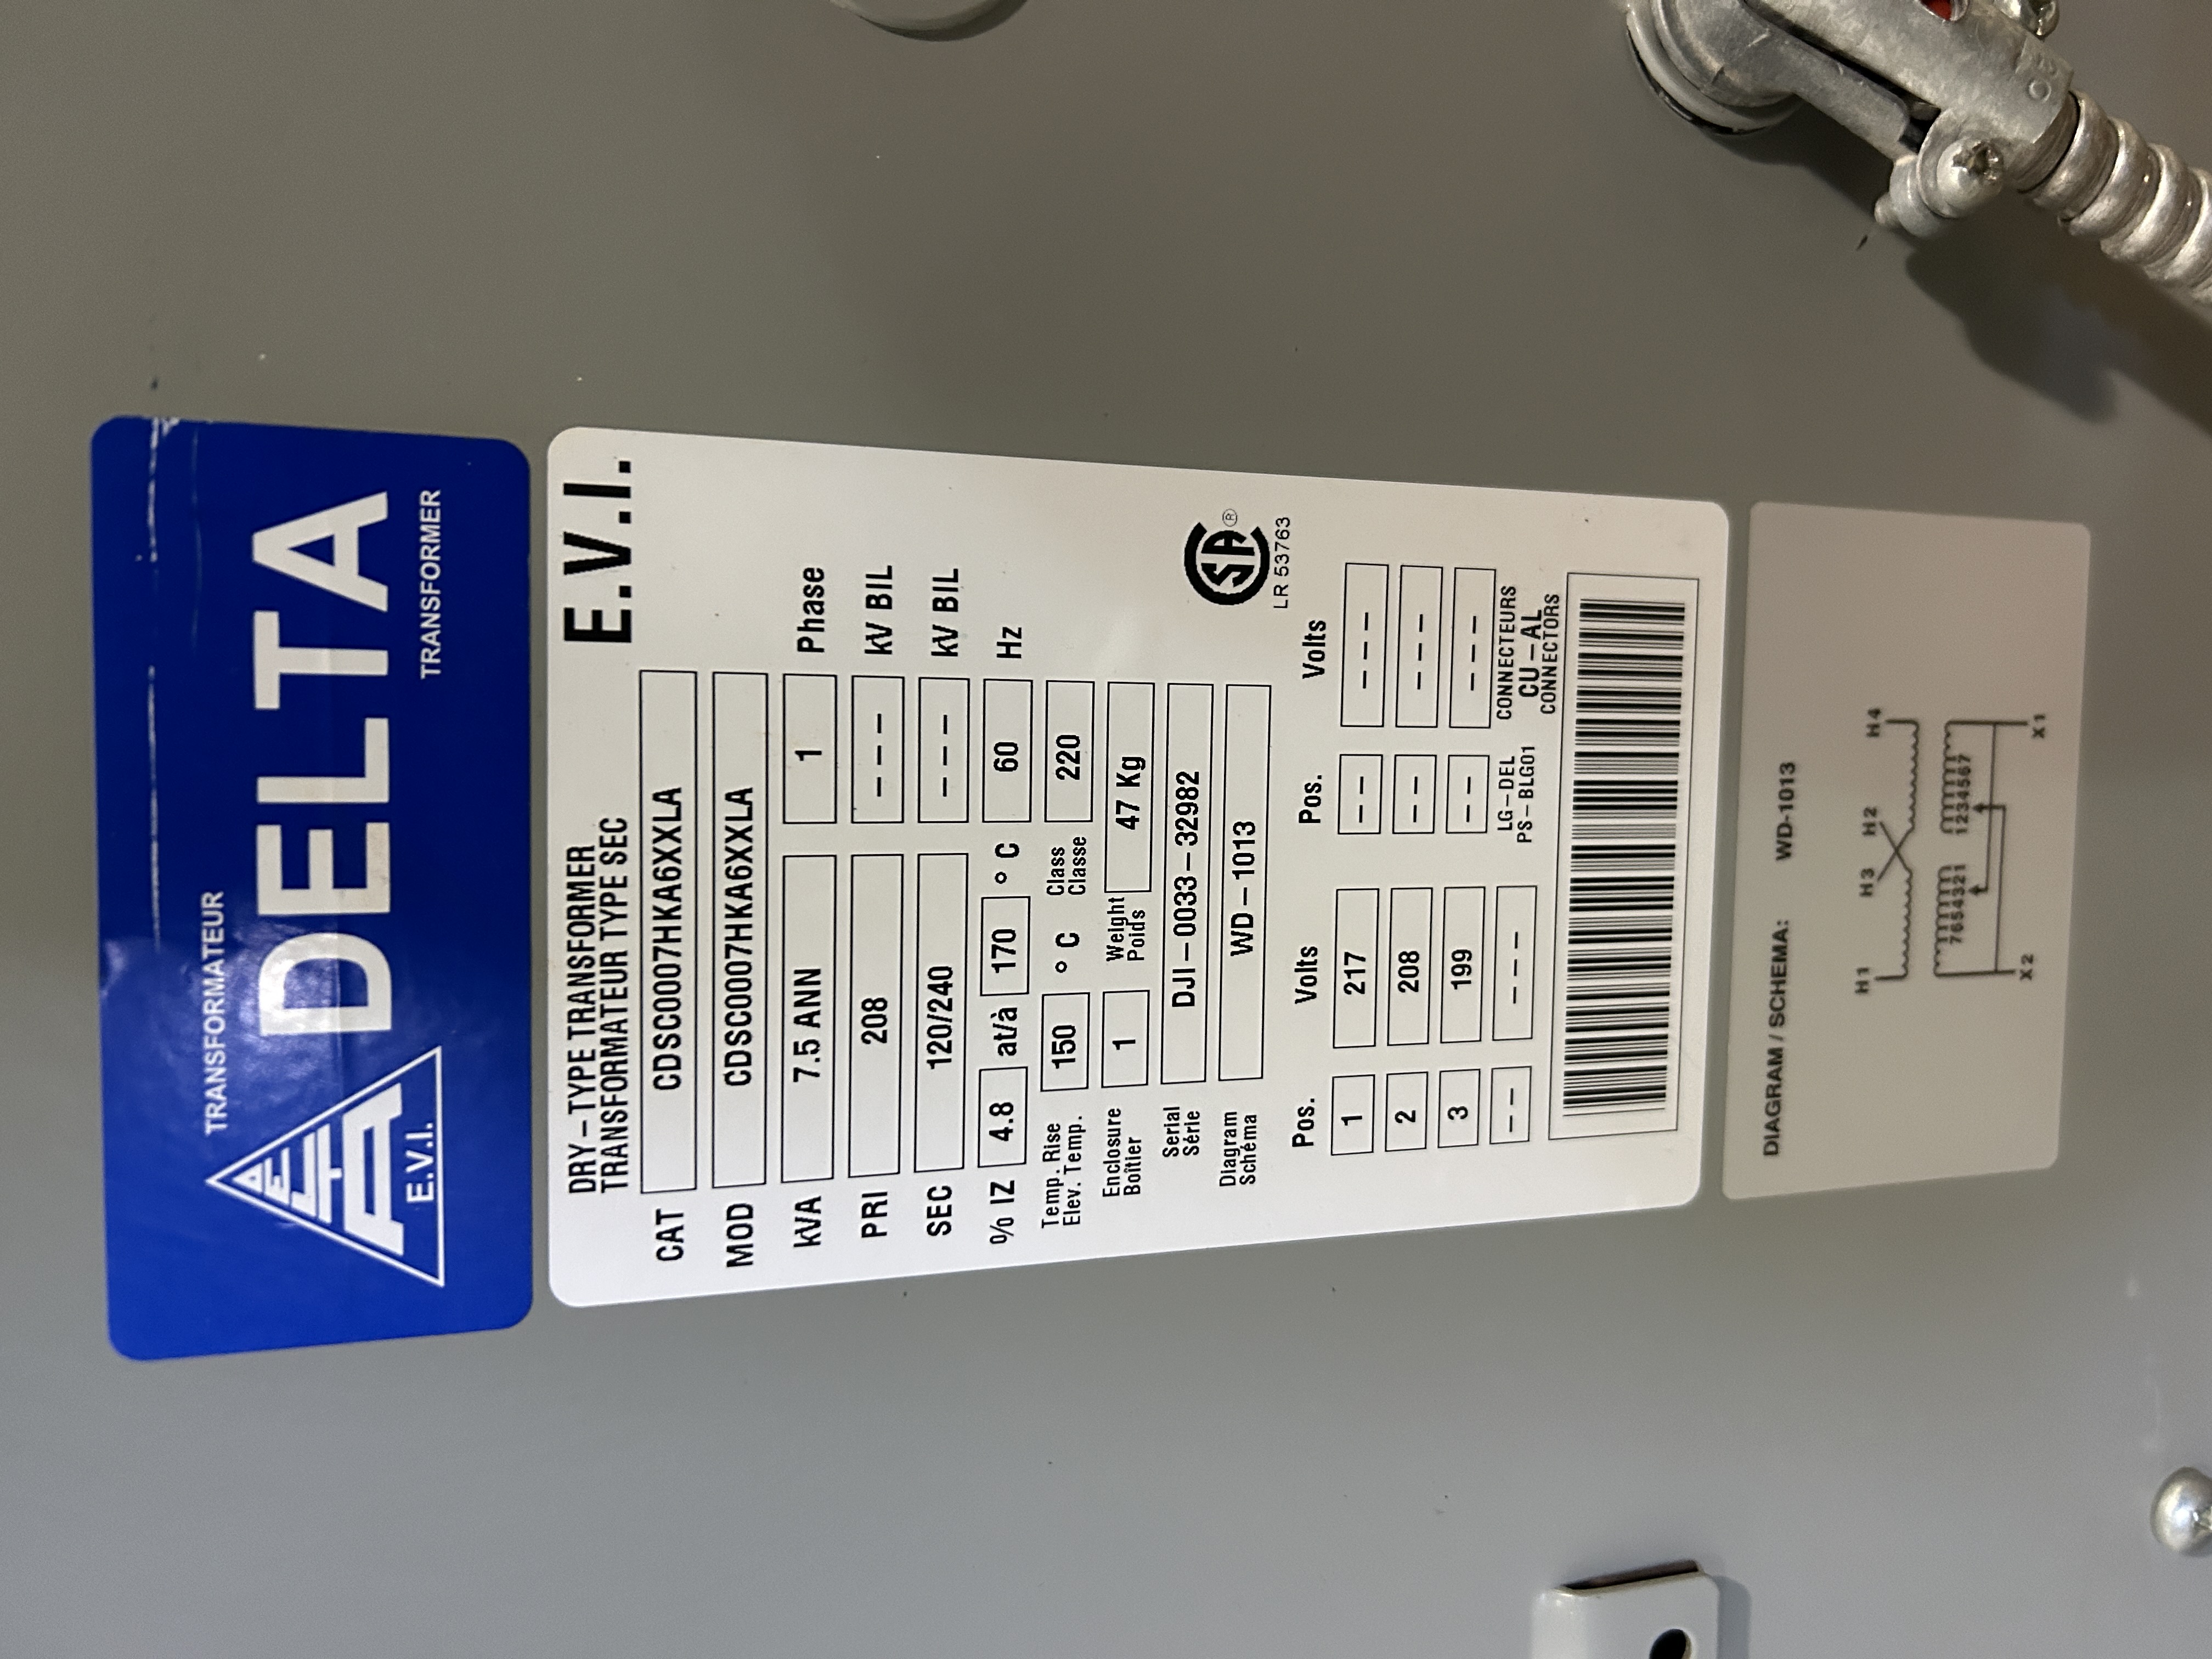 TRANSFORMATEUR
DELTA
TRANSFORMER
DELTA
E.V.I.
DRY-TYPE TRANSFORMER
TRANSFORMATEUR TYPE SEC
E.V.I.
CAT CDSC0007HKA6XXLA
MOD CDSC0007HKA6XXLA
kVA 7.5 ANN 1 Phase
PRI 208 --- kV BIL
SEC 120/240 --- kV BIL
% IZ 4.8 at/à 170 °C 60 Hz
Temp. Rise
Elev. Temp. 150 °C Class
Classe 220
Enclosure
Boîtier 1 Weight
Poids 47 Kg
Serial
Série DJI-0033-32982
Diagram
Schéma WD-1013
SA ®
LR 53763
Pos. Volts Pos. Volts
1 217 -- ----
2 208 -- ----
3 199 -- ----
-- ----
LG-DEL
PS-BLG01
CONNECTEURS
CU-AL
CONNECTORS
DIAGRAM / SCHEMA: WD-1013
H1 H3 H2 H4
7654321 1234567
X2 X1
OE